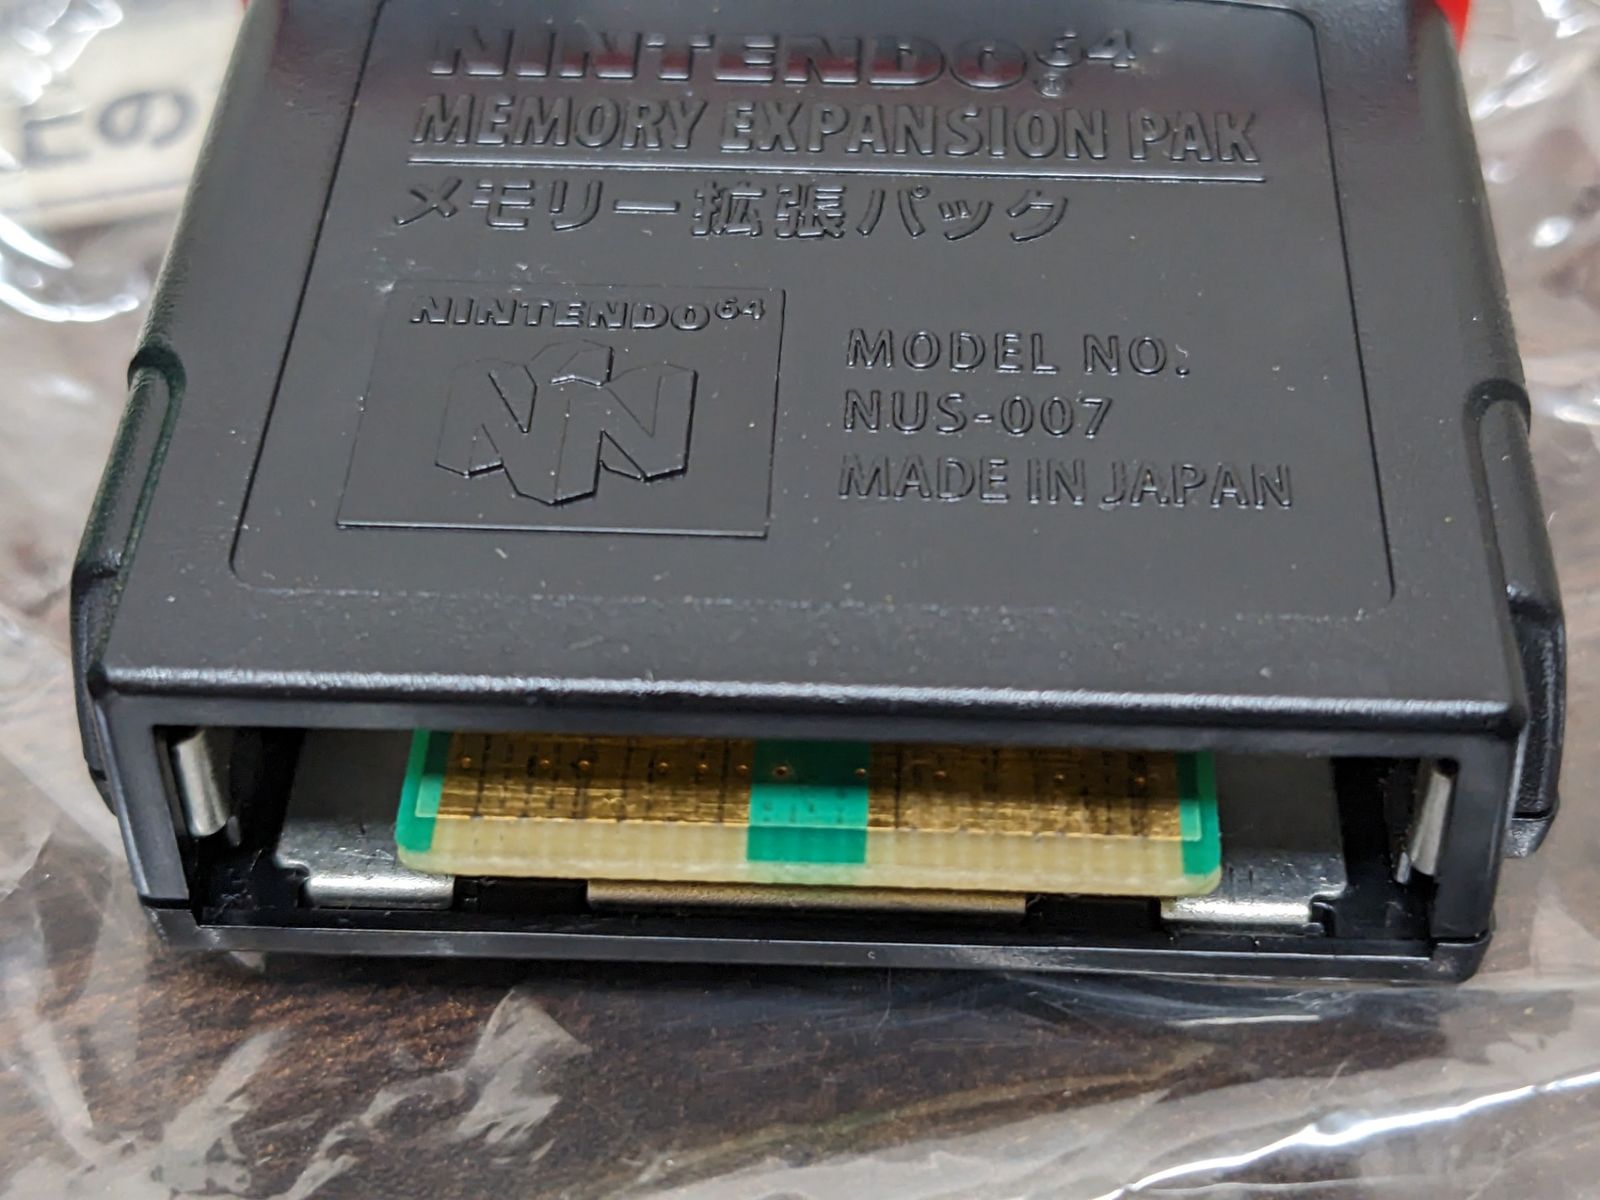 NINTENDO64®
MEMORY EXPANSION PAK
メモリー拡張パック
NINTENDO64
MODEL NO.
NUS-007
MADE IN JAPAN
の